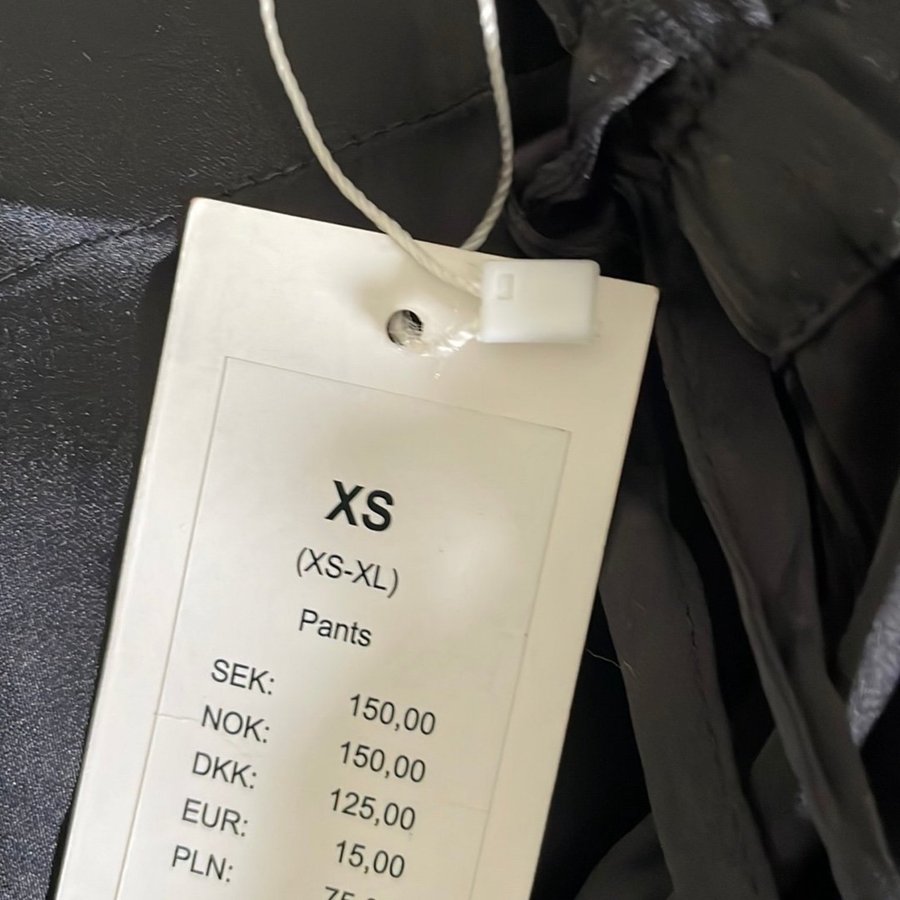 XS
(XS-XL)
Pants
SEK: 150,00
NOK: 150,00
DKK: 125,00
EUR: 15,00
PLN: